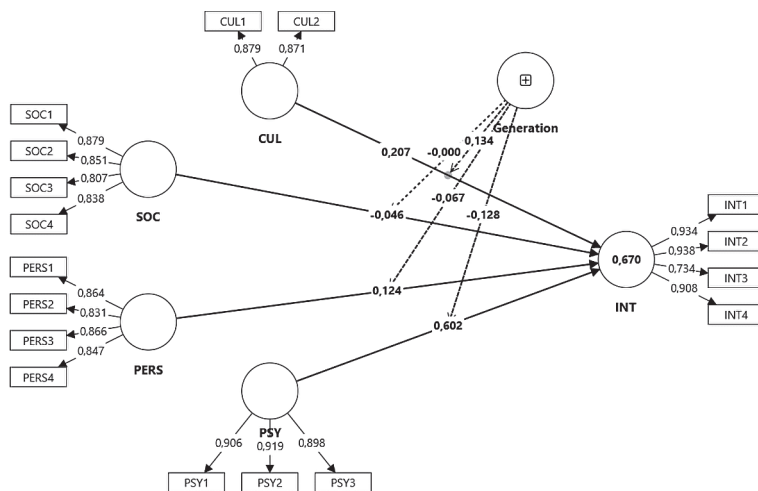 CUL1
CUL2
0,879
0,871
CUL
Generation
SOC1
SOC2
SOC3
SOC4
0,879
0,851
0,807
0,838
SOC
0,207
-0,000
0,134
-0,067
-0,046
-0,128
INT1
INT2
INT3
INT4
0,934
0,938
0,734
0,908
0,670
INT
PERS1
PERS2
PERS3
PERS4
0,864
0,831
0,866
0,847
PERS
0,124
0,602
PSY
0,906
0,919
0,898
PSY1
PSY2
PSY3